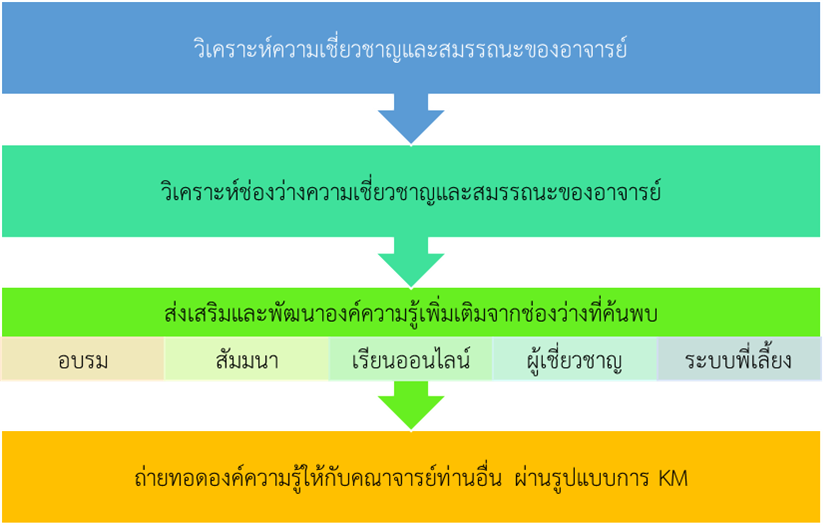 วิเคราะห์ความเชี่ยวชาญและสมรรถนะของอาจารย์
วิเคราะห์ช่องว่างความเชี่ยวชาญและสมรรถนะของอาจารย์
ส่งเสริมและพัฒนาองค์ความรู้เพิ่มเติมจากช่องว่างที่ค้นพบ
อบรม สัมมนา เรียนออนไลน์ ผู้เชี่ยวชาญ ระบบพี่เลี้ยง
ถ่ายทอดองค์ความรู้ให้กับคณาจารย์ท่านอื่น ผ่านรูปแบบการ KM